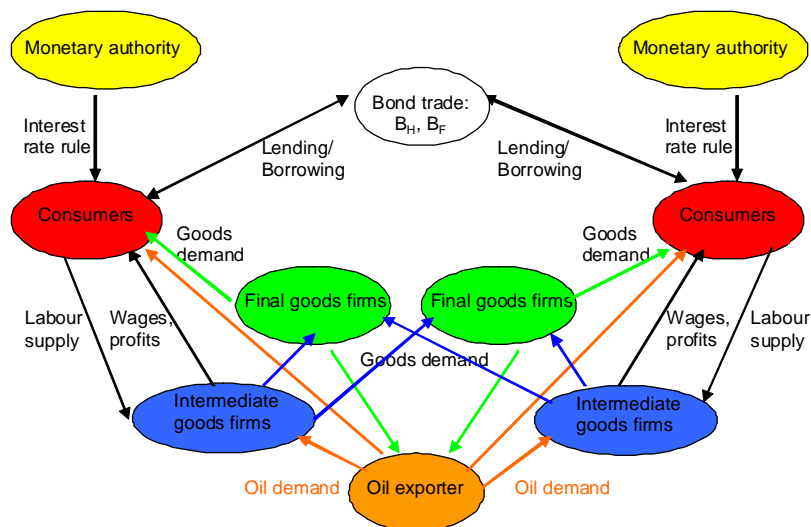 Monetary authority
Monetary authority
Bond trade:
B_H, B_F
Interest
rate rule
Interest
rate rule
Lending/
Borrowing
Lending/
Borrowing
Consumers
Consumers
Goods
demand
Goods
demand
Final goods firms
Final goods firms
Labour
supply
Wages,
profits
Goods demand
Wages,
profits
Labour
supply
Intermediate
goods firms
Intermediate
goods firms
Oil demand
Oil exporter
Oil demand